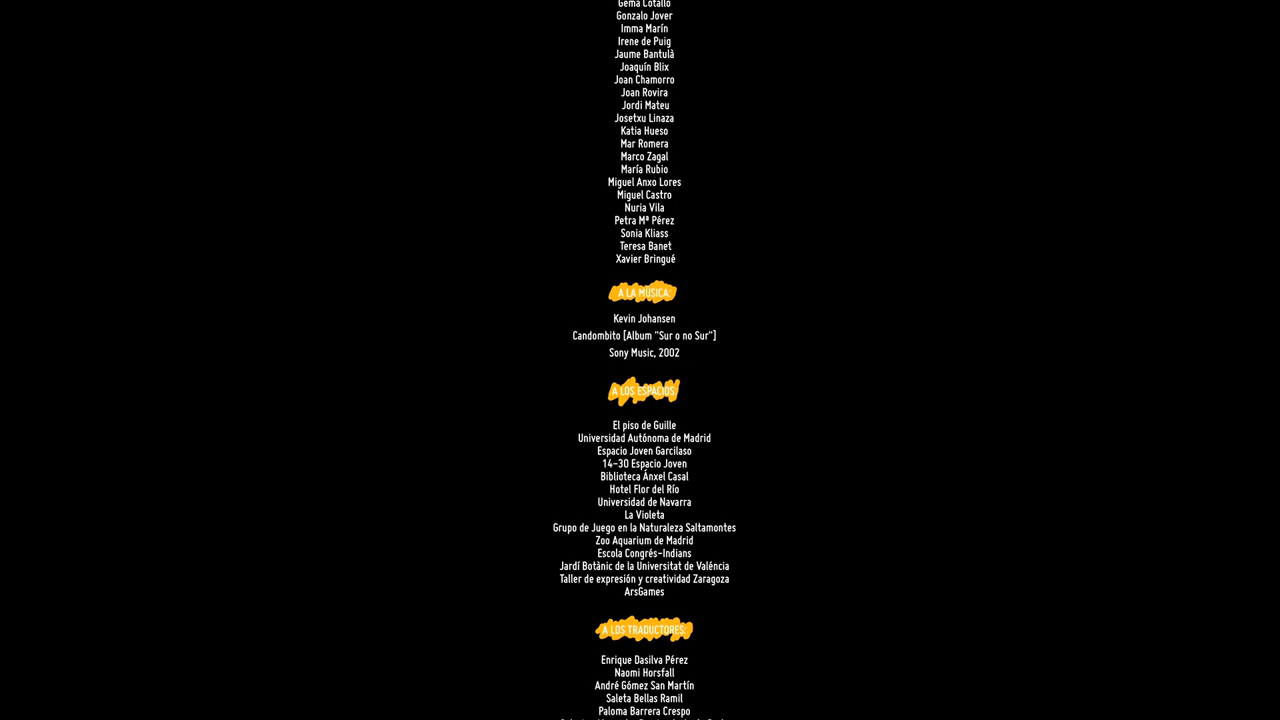 Gema Cotallo
Gonzalo Jover
Imma Marín
Irene de Puig
Jaume Bantulà
Joaquín Blix
Joan Chamorro
Joan Rovira
Jordi Mateu
Josetxu Linaza
Katia Hueso
Mar Romera
Marco Zagal
María Rubio
Miguel Anxo Lores
Miguel Castro
Nuria Vila
Petra Mª Pérez
Sonia Kliass
Teresa Banet
Xavier Bringué
A LA MÚSICA:
Kevin Johansen
Candombito [Album "Sur o no Sur"]
Sony Music, 2002
A LOS ESPACIOS:
El piso de Guille
Universidad Autónoma de Madrid
Espacio Joven Garcilaso
14-30 Espacio Joven
Biblioteca Ánxel Casal
Hotel Flor del Río
Universidad de Navarra
La Violeta
Grupo de Juego en la Naturaleza Saltamontes
Zoo Aquarium de Madrid
Escola Congrés-Indians
Jardí Botànic de la Universitat de Valéncia
Taller de expresión y creatividad Zaragoza
ArsGames
A LOS TRADUCTORES:
Enrique Dasilva Pérez
Naomi Horsfall
André Gómez San Martín
Saleta Bellas Ramil
Paloma Barrera Crespo